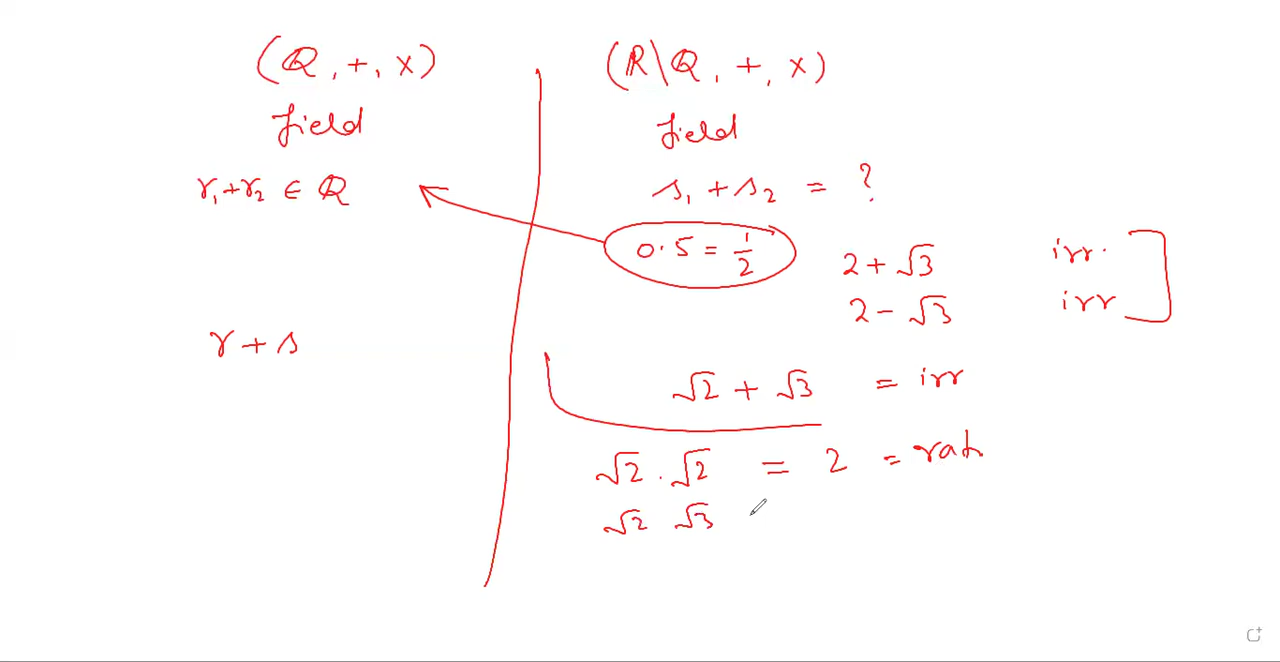 (ℚ, +, ×)
field
r₁+r₂ ∈ ℚ
r + s
(ℝ\ℚ, +, ×)
field
s₁ + s₂ = ?
0.5 = 1/2
2 + √3 irr.
2 - √3 irr
√2 + √3 = irr
√2 . √2 = 2 = rat.
√2 √3